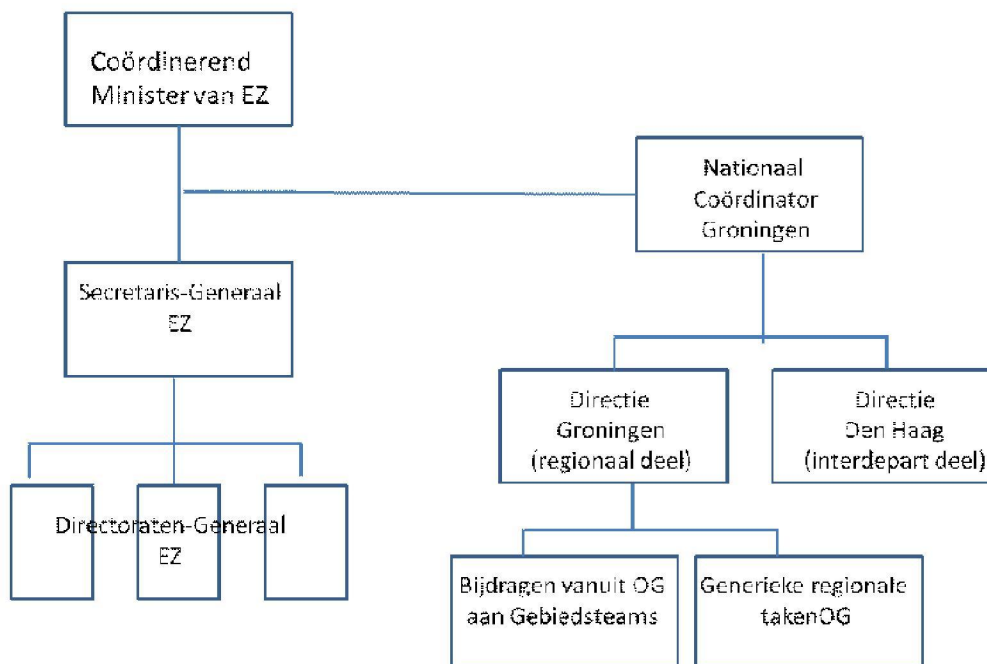 Coördinerend
Minister van EZ
Nationaal
Coördinator
Groningen
Secretaris-Generaal
EZ
Directie
Groningen
(regionaal deel)
Directie
Den Haag
(interdepart deel)
Directoraten-Generaal
EZ
Bijdragen vanuit OG
aan Gebiedsteams
Generieke regionale
takenOG